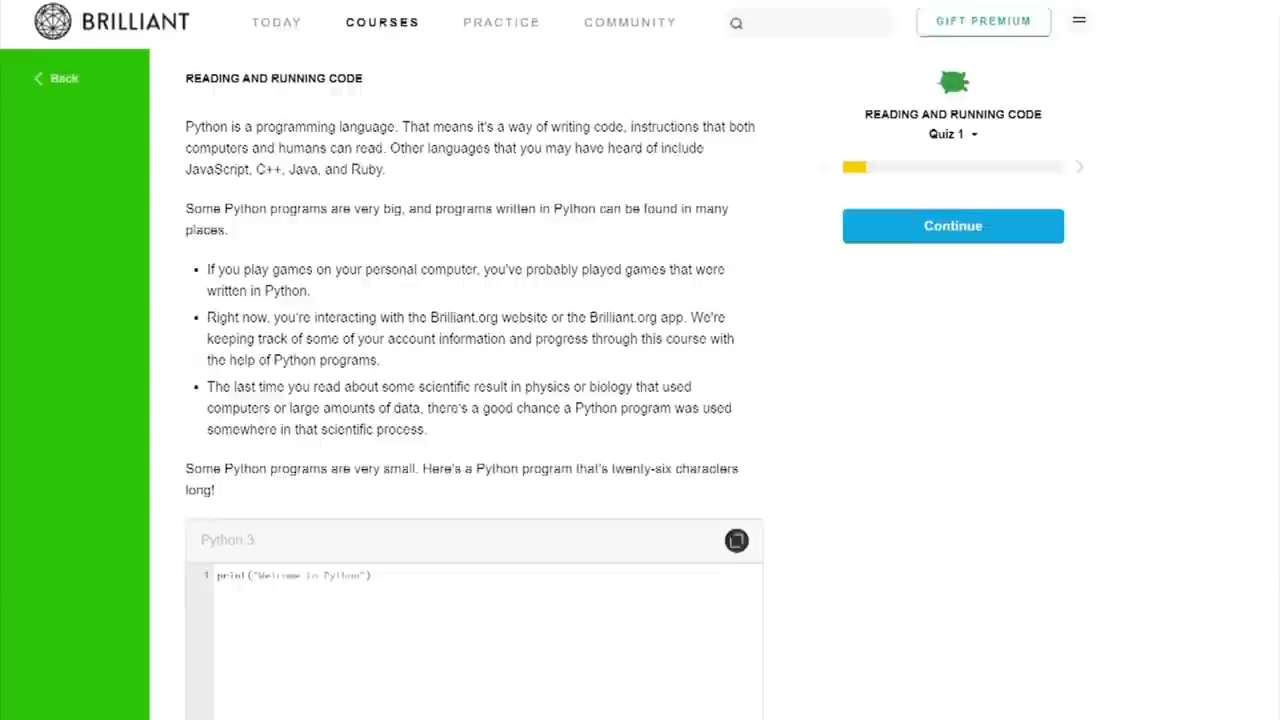 BRILLIANT
TODAY
COURSES
PRACTICE
COMMUNITY
GIFT PREMIUM
Back
READING AND RUNNING CODE
Python is a programming language. That means it's a way of writing code, instructions that both
computers and humans can read. Other languages that you may have heard of include
JavaScript, C++, Java, and Ruby.
Some Python programs are very big, and programs written in Python can be found in many
places.
• If you play games on your personal computer, you've probably played games that were
written in Python.
• Right now, you're interacting with the Brilliant.org website or the Brilliant.org app. We're
keeping track of some of your account information and progress through this course with
the help of Python programs.
• The last time you read about some scientific result in physics or biology that used
computers or large amounts of data, there's a good chance a Python program was used
somewhere in that scientific process.
Some Python programs are very small. Here's a Python program that's twenty-six characters
long!
Python 3
1 print("Welcome to Python")
READING AND RUNNING CODE
Quiz 1
Continue